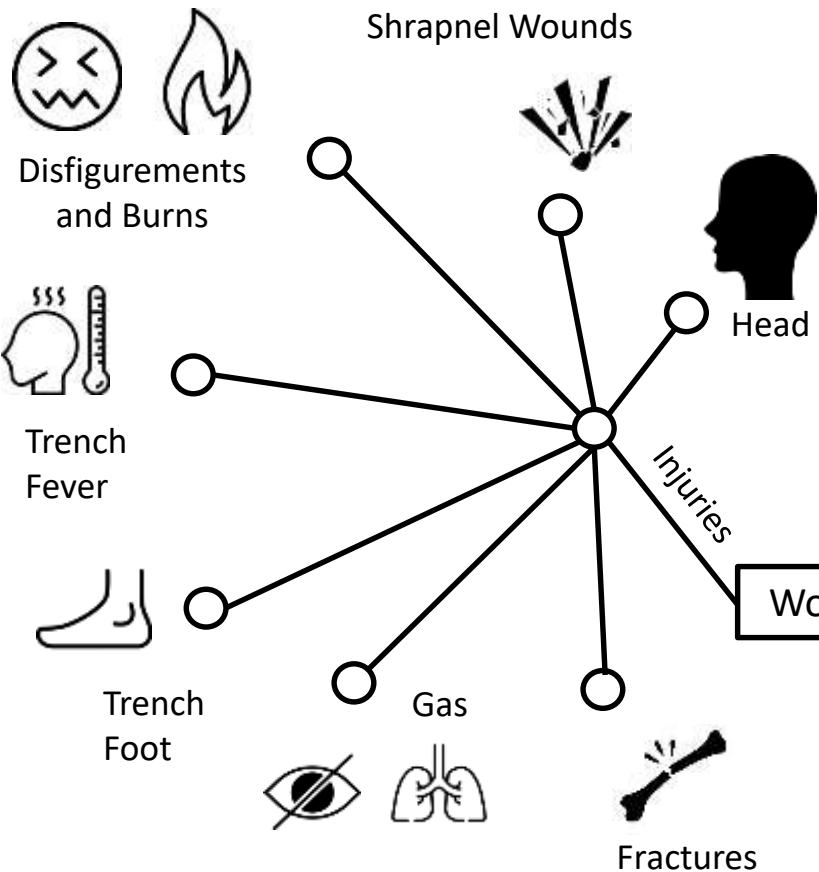 Shrapnel Wounds
Disfigurements
and Burns
Head
Trench
Fever
Injuries
Trench
Foot
Gas
Fractures